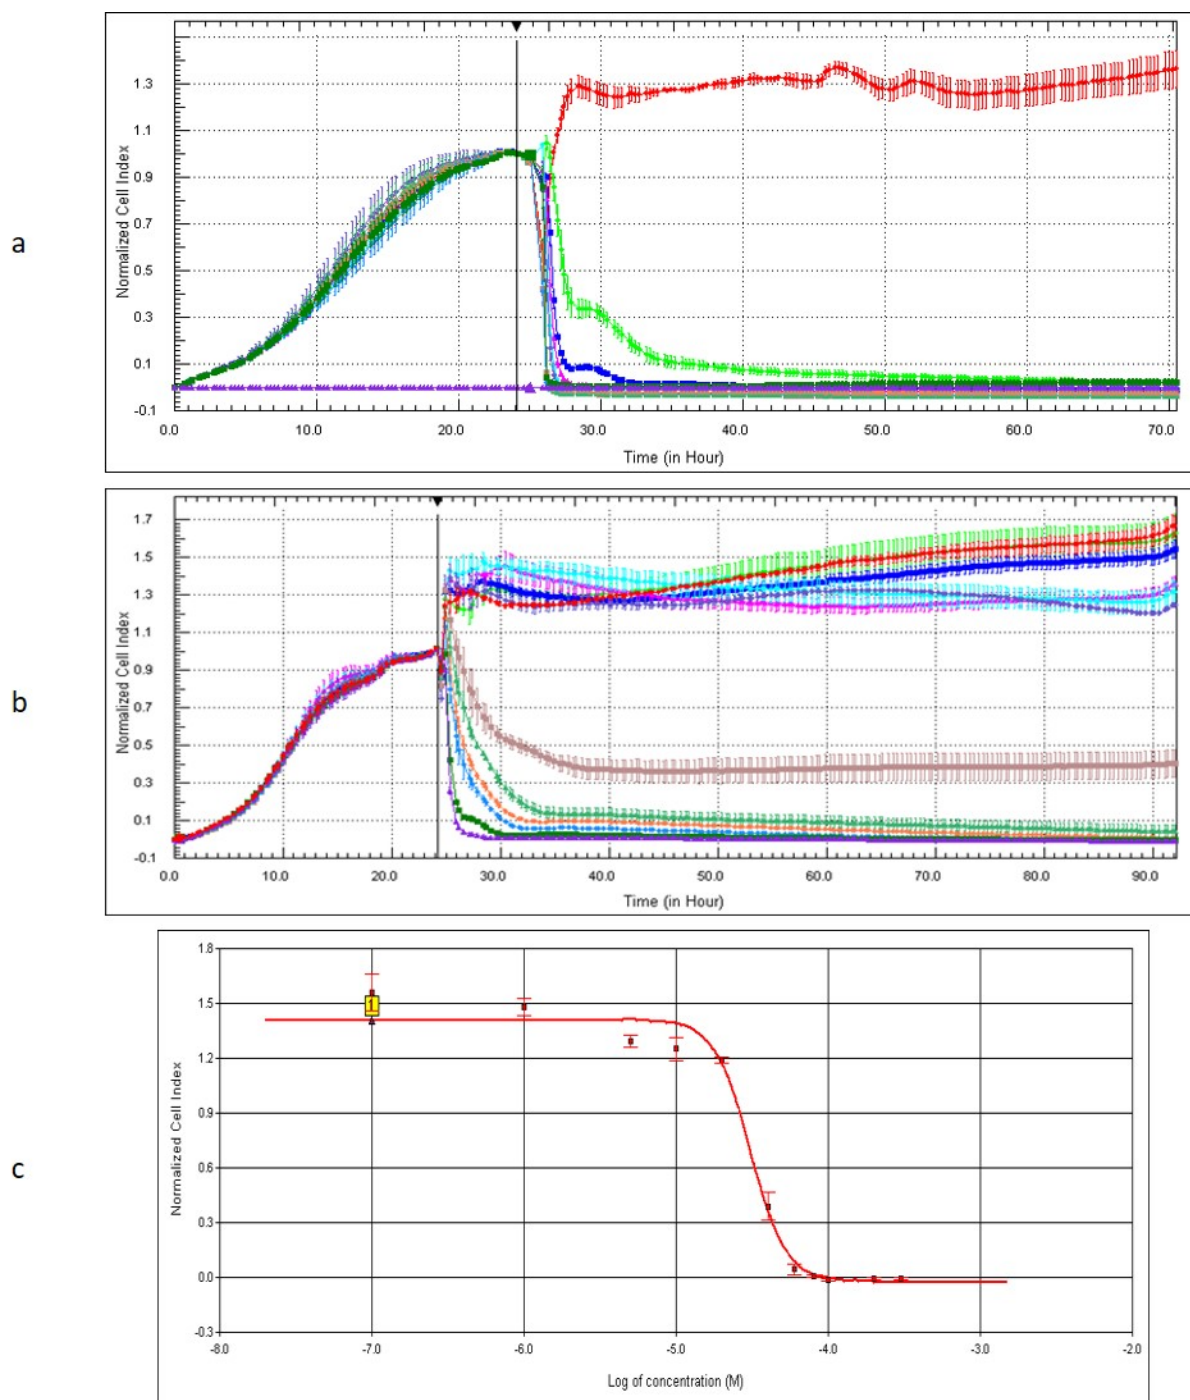 a
Normalized Cell Index
1.3
1.1
0.9
0.7
0.5
0.3
0.1
-0.1
0.0 10.0 20.0 30.0 40.0 50.0 60.0 70.0
Time (in Hour)
b
Normalized Cell Index
1.7
1.5
1.3
1.1
0.9
0.7
0.5
0.3
0.1
-0.1
0.0 10.0 20.0 30.0 40.0 50.0 60.0 70.0 80.0 90.0
Time (in Hour)
c
Normalized Cell Index
1.8
1.5
1.2
0.9
0.6
0.3
0.0
-0.3
1
-8.0 -7.0 -6.0 -5.0 -4.0 -3.0 -2.0
Log of concentration (M)